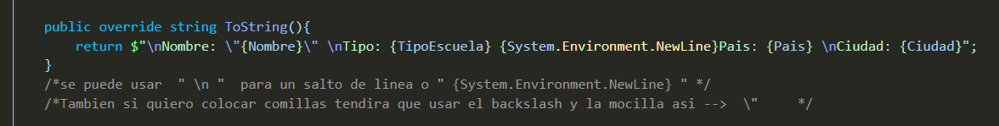 public override string ToString(){
return $"\nNombre: \"{Nombre}\" \nTipo: {TipoEscuela} {System.Environment.NewLine}Pais: {Pais} \nCiudad: {Ciudad}";
}
/*se puede usar  " \n "  para un salto de linea o " {System.Environment.NewLine} " */
/*Tambien si quiero colocar comillas tendira que usar el backslash y la mocilla asi -->  \"     */